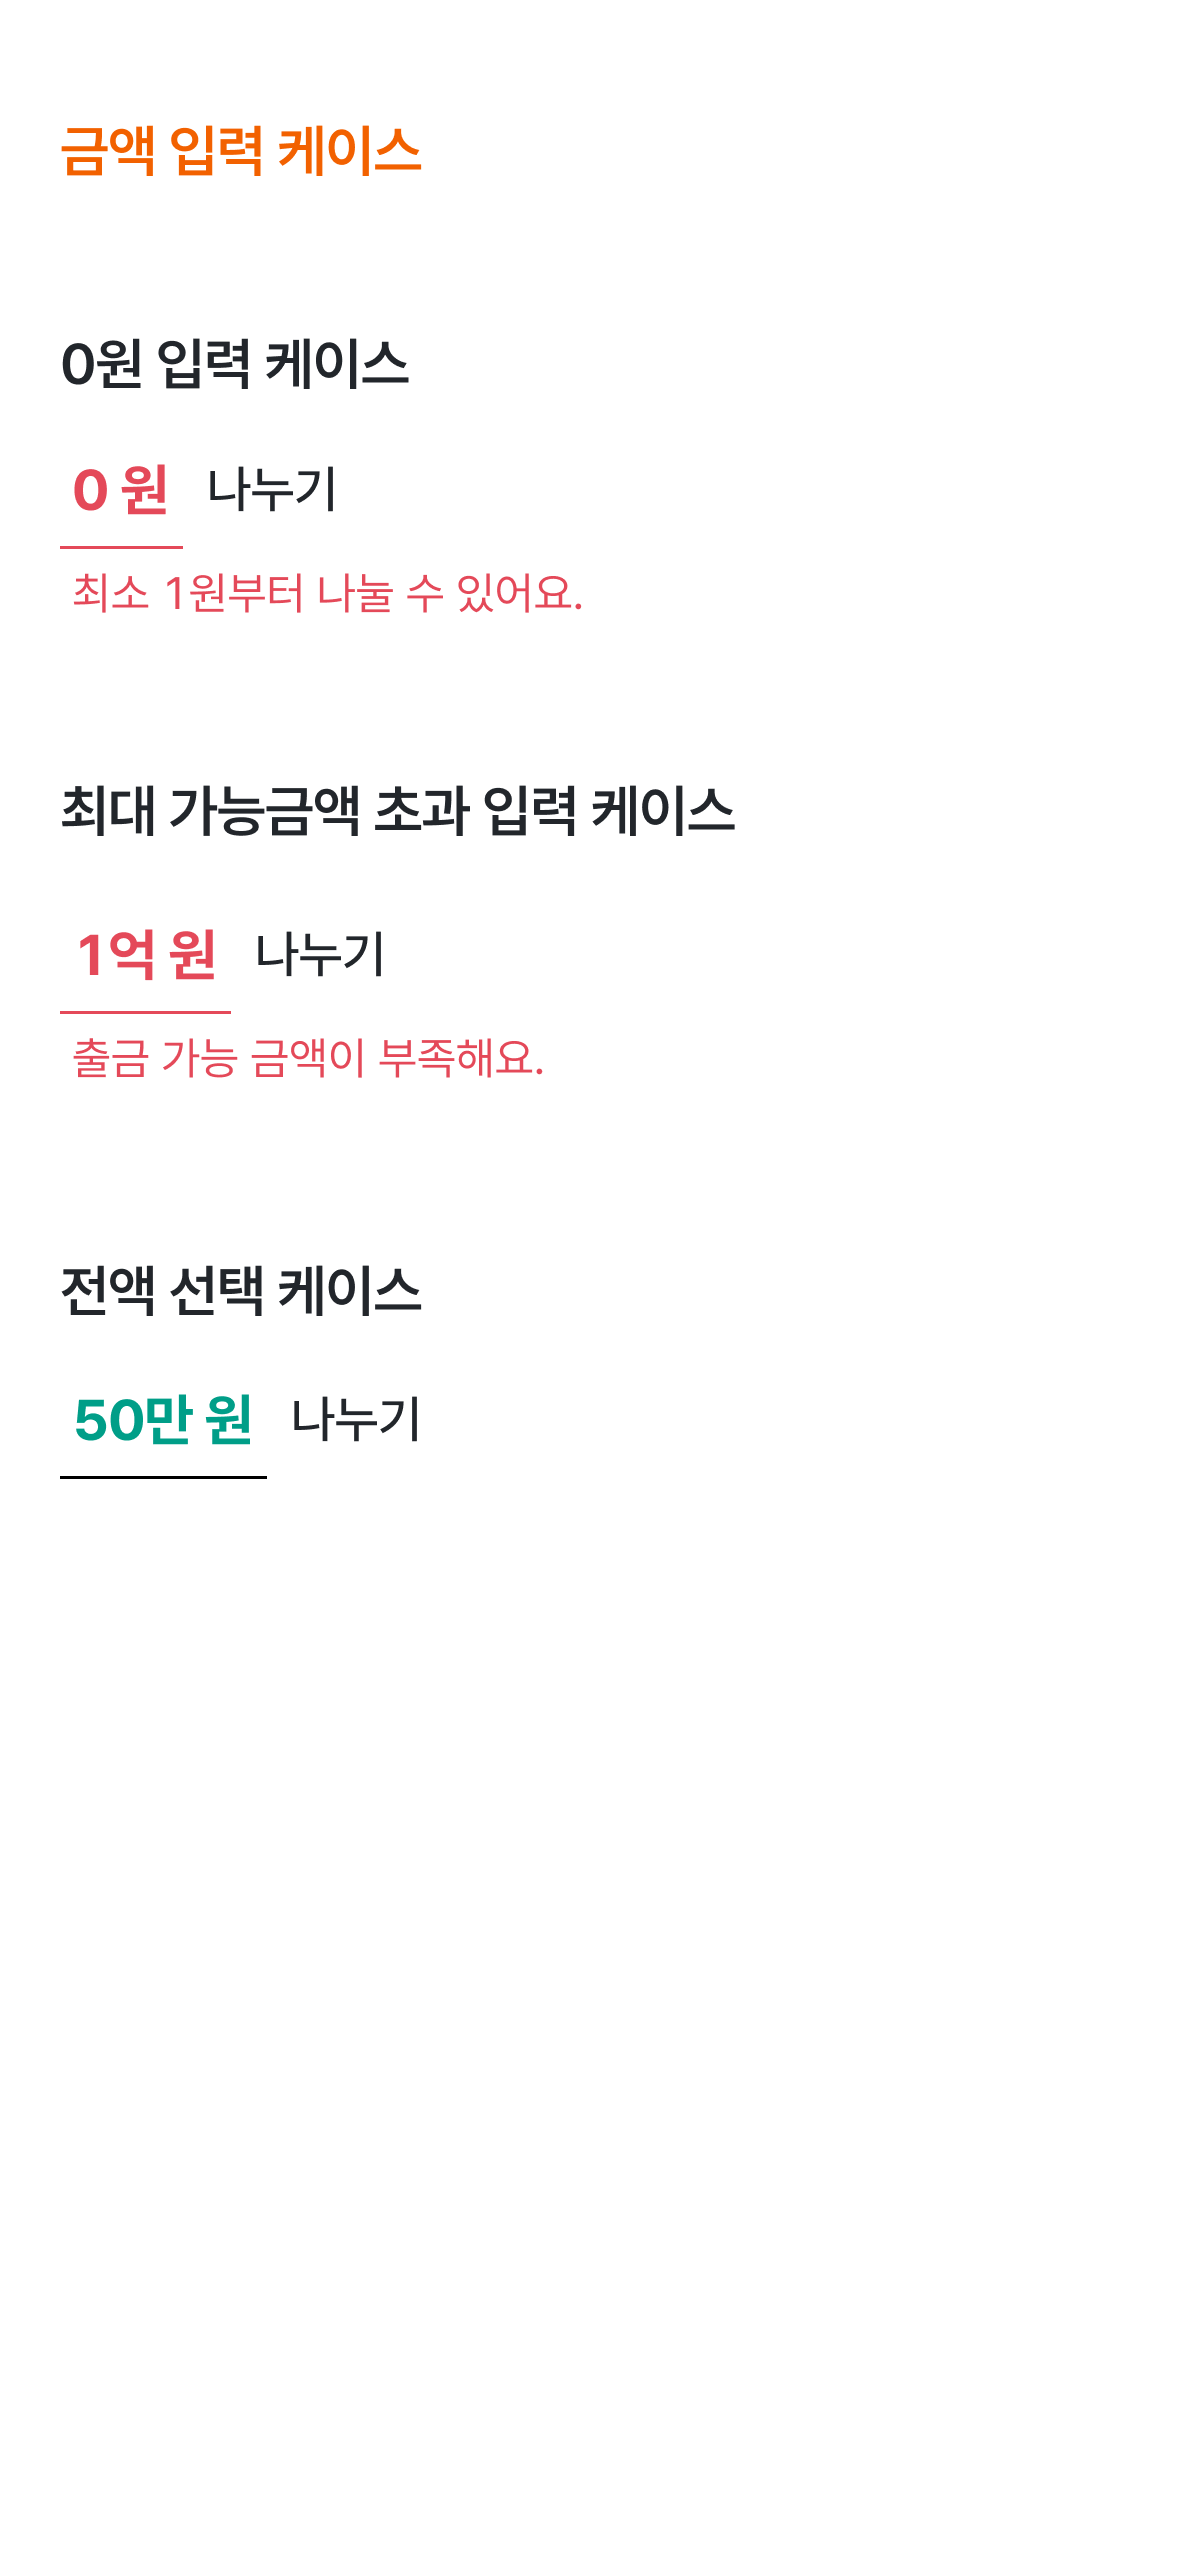 금액 입력 케이스
0원 입력 케이스
0 원 나누기
최소 1원부터 나눌 수 있어요.
최대 가능금액 초과 입력 케이스
1억 원 나누기
출금 가능 금액이 부족해요.
전액 선택 케이스
50만 원 나누기